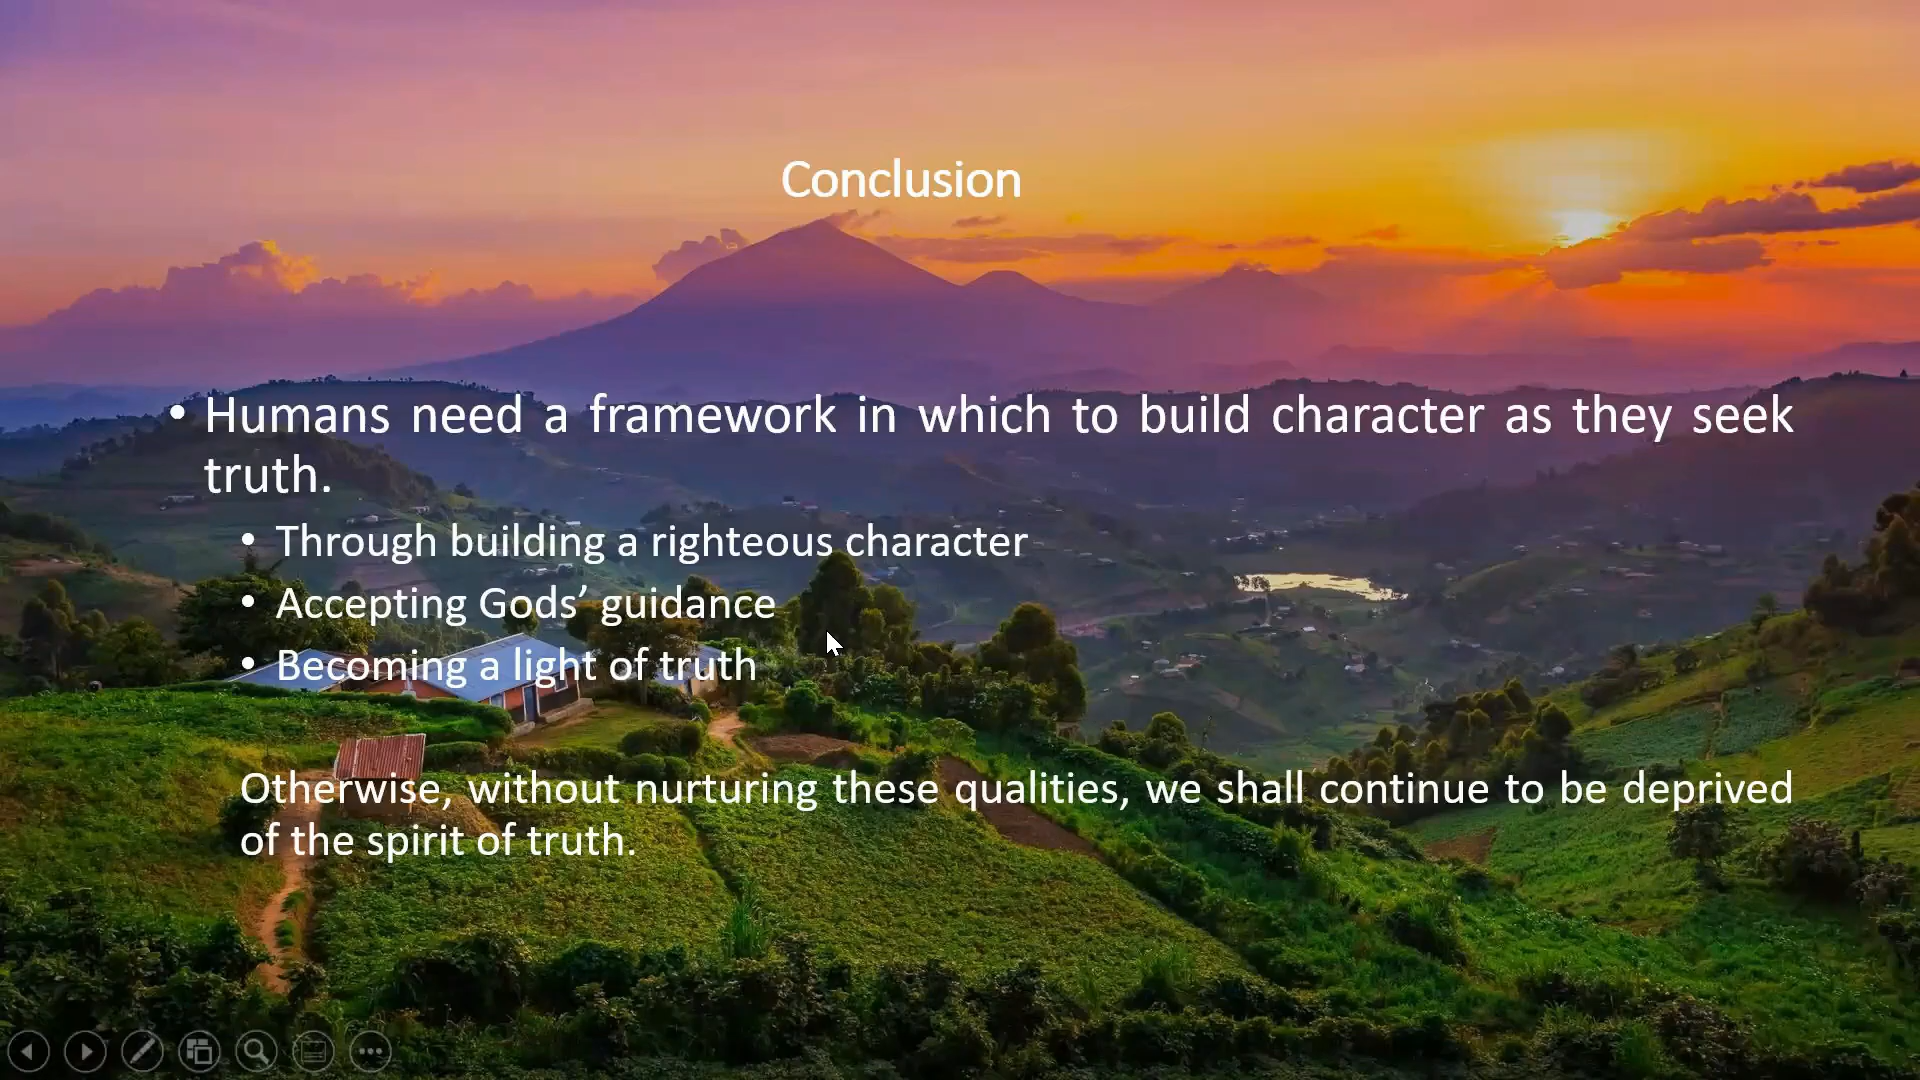 Conclusion
• Humans need a framework in which to build character as they seek
truth.
• Through building a righteous character
• Accepting Gods’ guidance
• Becoming a light of truth
Otherwise, without nurturing these qualities, we shall continue to be deprived
of the spirit of truth.